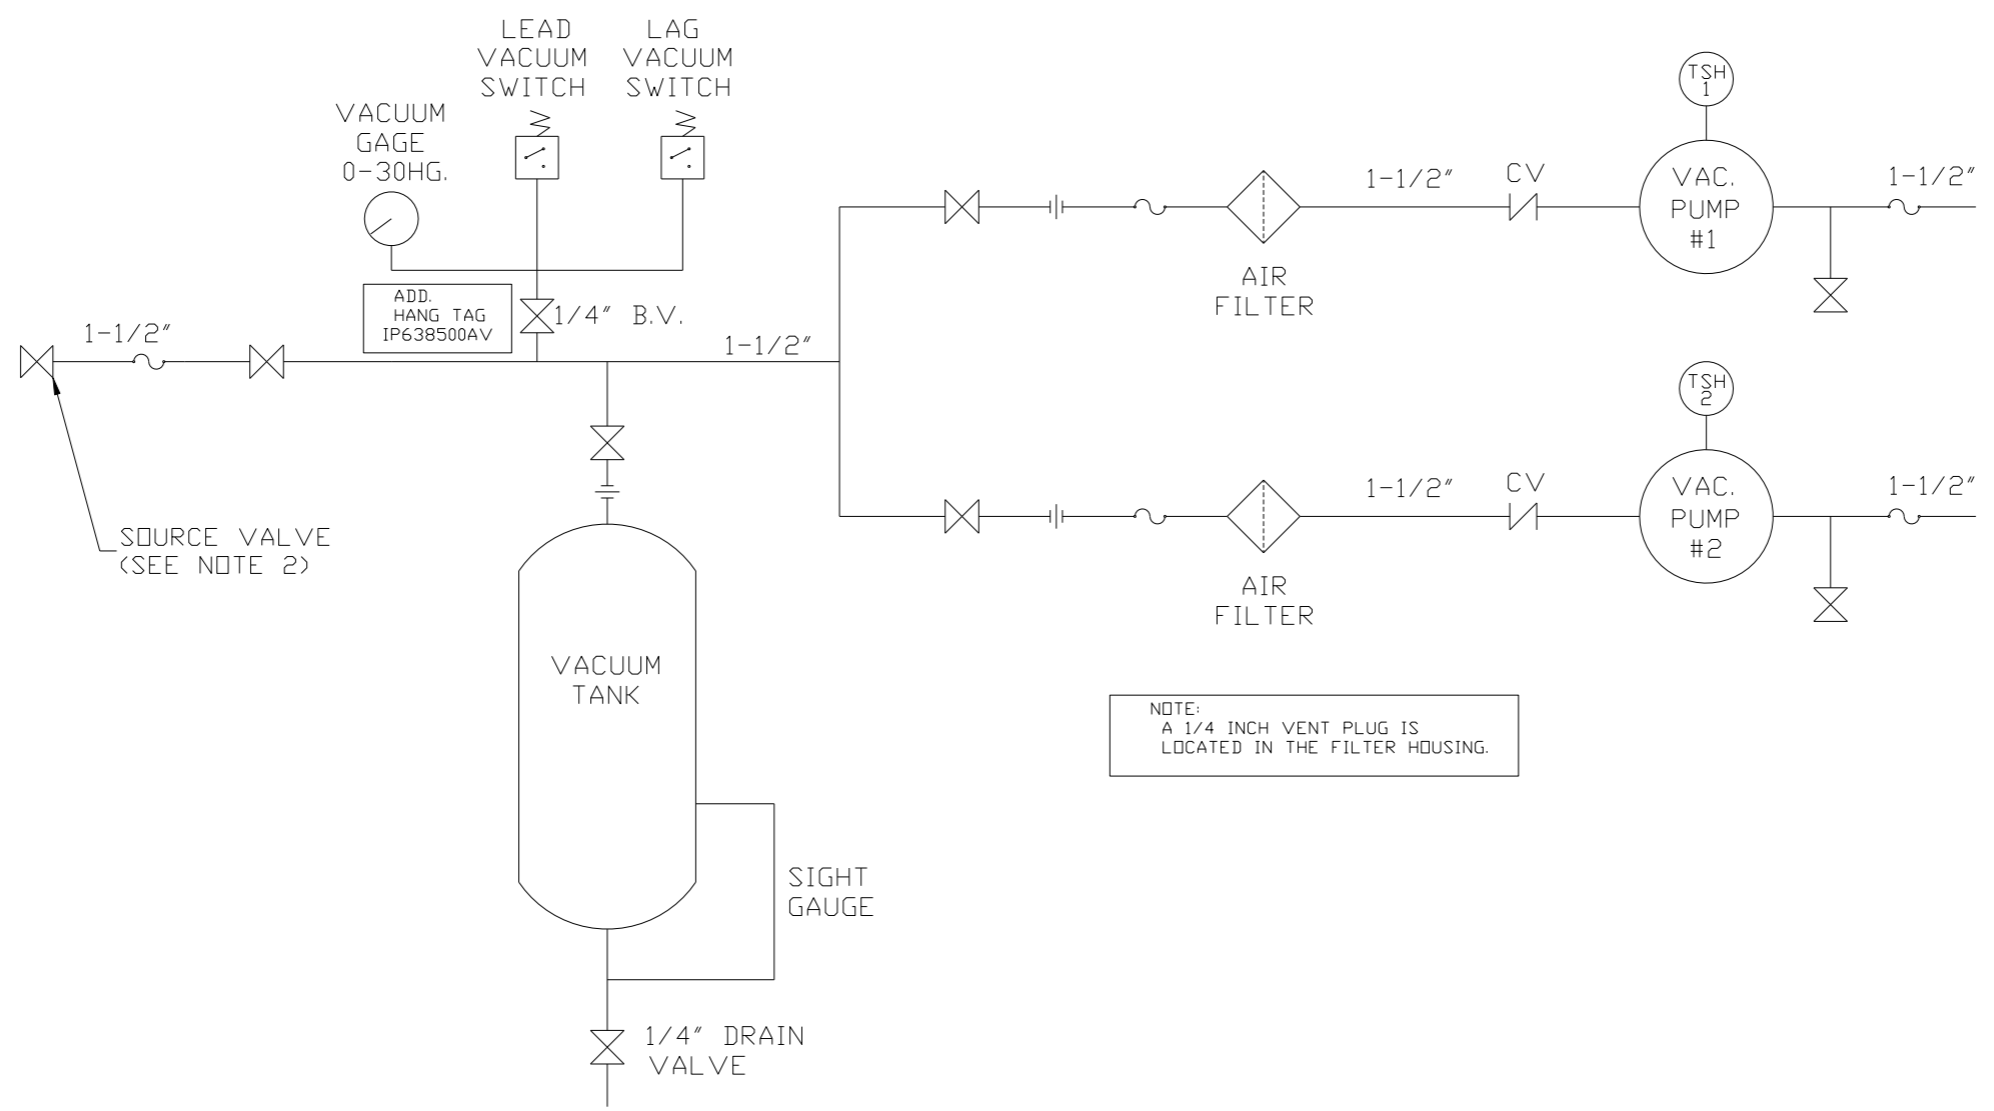 LEAD
VACUUM
SWITCH
LAG
VACUUM
SWITCH
VACUUM
GAGE
0-30HG.
ADD.
HANG TAG
IP638500AV
1/4" B.V.
1-1/2"
1-1/2"
SOURCE VALVE
(SEE NOTE 2)
VACUUM
TANK
SIGHT
GAUGE
1/4" DRAIN
VALVE
AIR
FILTER
1-1/2"
CV
TSH
1
VAC.
PUMP
#1
1-1/2"
AIR
FILTER
1-1/2"
CV
TSH
2
VAC.
PUMP
#2
1-1/2"
NOTE:
A 1/4 INCH VENT PLUG IS
LOCATED IN THE FILTER HOUSING.